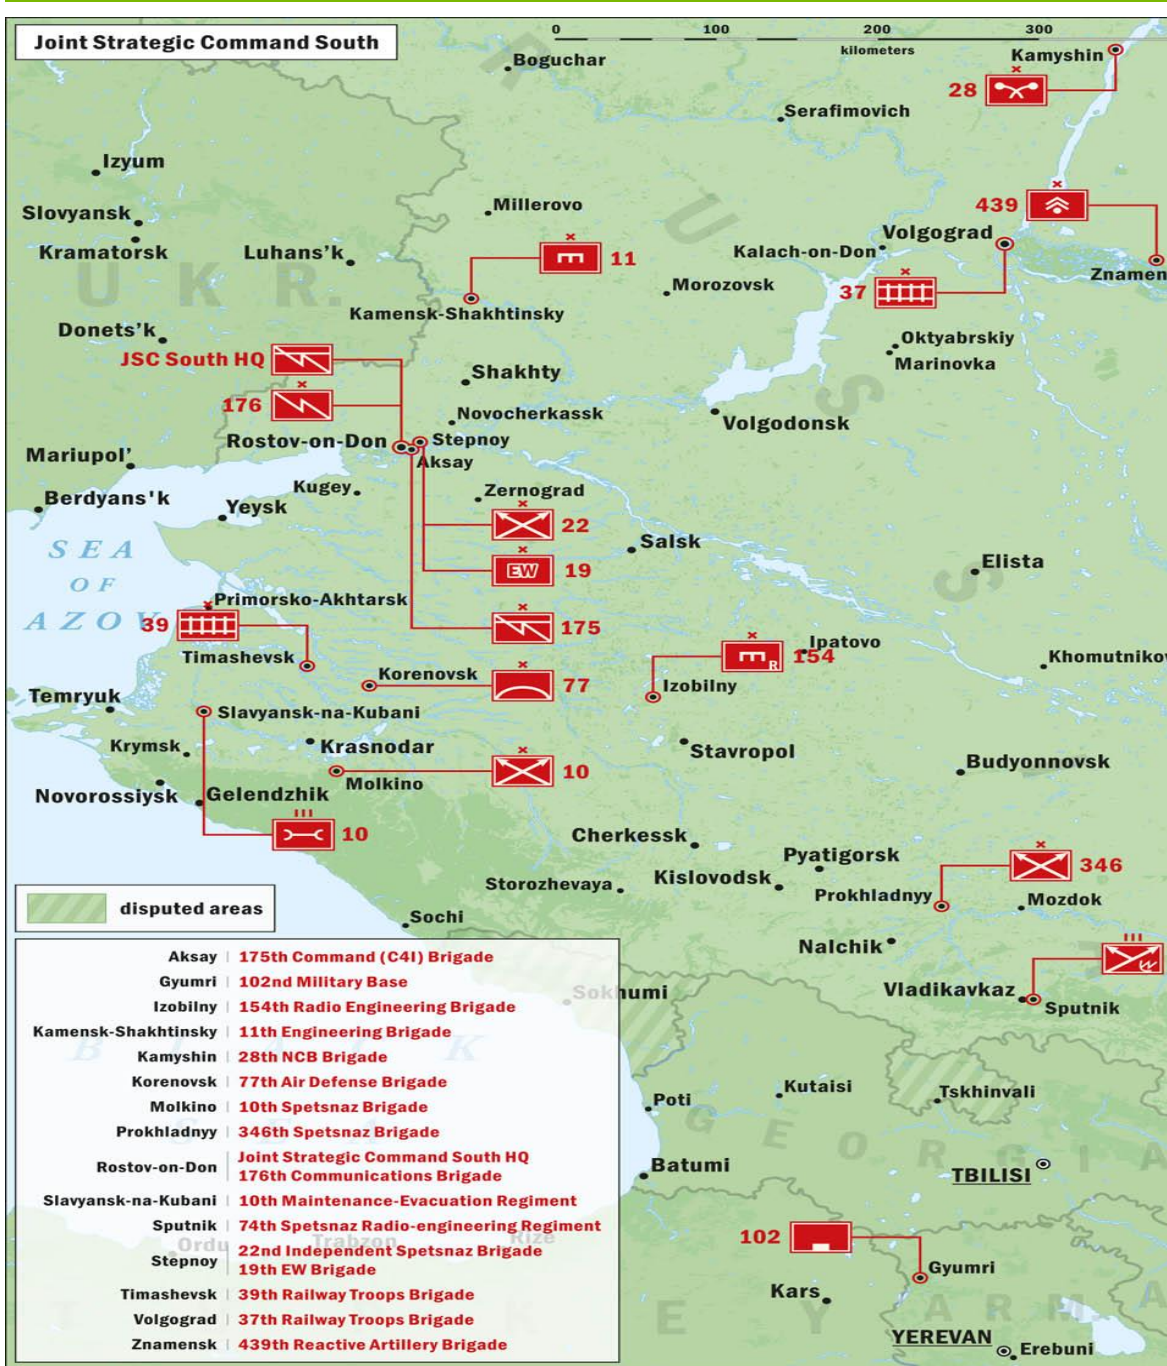 Joint Strategic Command South
0 100 200 300
kilometers
Boguchar
Kamyshin
28
Serafimovich
Izyum
Slovyansk
Kramatorsk
Luhans'k
Millerovo
439
Volgograd
Kalach-on-Don
Znamen
U K R.
R U S S
11
Morozovsk
37
Kamensk-Shakhtinsky
Donets'k
Oktyabrskiy
Marinovka
JSC South HQ
Shakhty
176
Novocherkassk
Volgodonsk
Rostov-on-Don
Stepnoy
Aksay
Mariupol'
Berdyans'k
Kugey
Yeysk
Zernograd
22
Salsk
SEA
OF
AZOV
EW
19
Elista
Primorsko-Akhtarsk
39
175
Timashevsk
Ipatovo
R
154
Khomutnikov
Korenovsk
77
Izobilny
Temryuk
Slavyansk-na-Kubani
Krymsk
Krasnodar
Stavropol
Molkino
10
Budyonnovsk
Novorossiysk
Gelendzhik
10
Cherkessk
Pyatigorsk
346
Storozhevaya
Kislovodsk
Prokhladnyy
Mozdok
disputed areas
Sochi
Nalchik
Vladikavkaz
Sputnik
Sokhumi
Aksay 175th Command (C4I) Brigade
Gyumri 102nd Military Base
Izobilny 154th Radio Engineering Brigade
Kamensk-Shakhtinsky 11th Engineering Brigade
Kamyshin 28th NCB Brigade
Korenovsk 77th Air Defense Brigade
Molkino 10th Spetsnaz Brigade
Prokhladnyy 346th Spetsnaz Brigade
Rostov-on-Don Joint Strategic Command South HQ
176th Communications Brigade
Slavyansk-na-Kubani 10th Maintenance-Evacuation Regiment
Sputnik 74th Spetsnaz Radio-engineering Regiment
Stepnoy 22nd Independent Spetsnaz Brigade
19th EW Brigade
Timashevsk 39th Railway Troops Brigade
Volgograd 37th Railway Troops Brigade
Znamensk 439th Reactive Artillery Brigade
Ordu
Trabzon
Rize
Kutaisi
Tskhinvali
Poti
G E O R G I A
Batumi
TBILISI
102
Gyumri
Kars
E Y
A R M.
YEREVAN
Erebuni